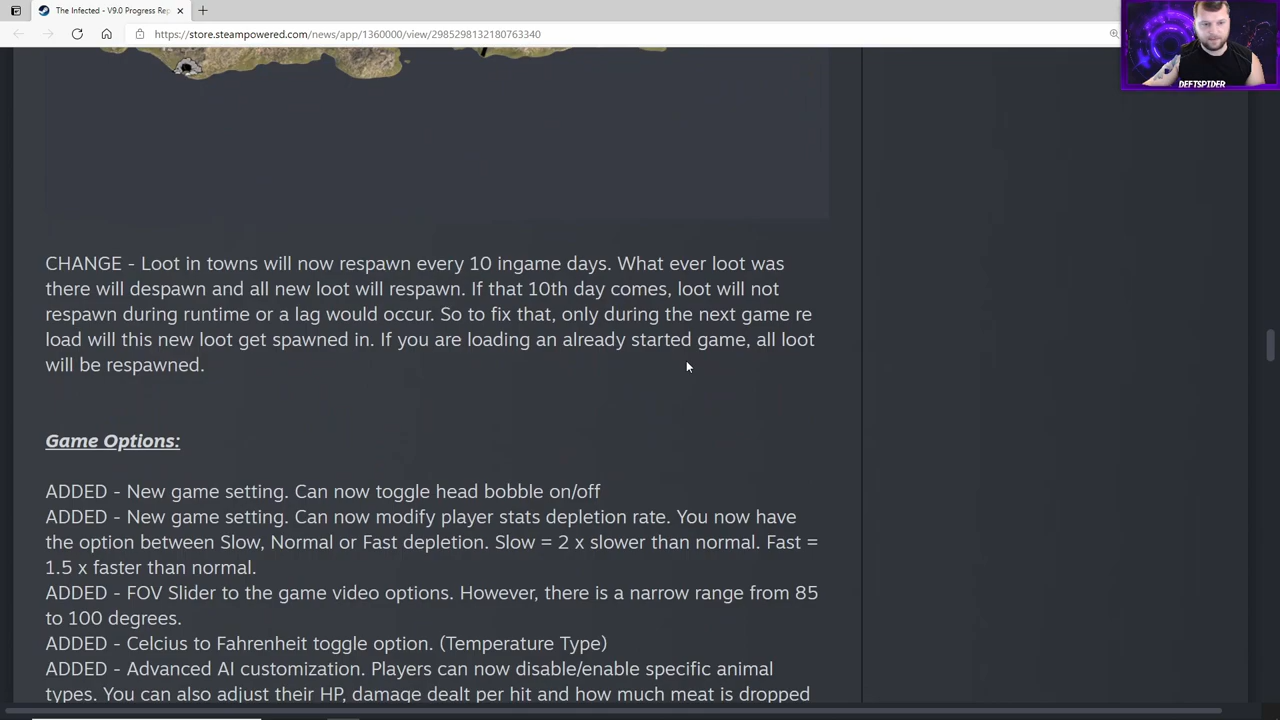 The Infected - V9.0 Progress Rep
https://store.steampowered.com/news/app/1360000/view/2985298132180763340
DEFTSPIDER
CHANGE - Loot in towns will now respawn every 10 ingame days. What ever loot was
there will despawn and all new loot will respawn. If that 10th day comes, loot will not
respawn during runtime or a lag would occur. So to fix that, only during the next game re
load will this new loot get spawned in. If you are loading an already started game, all loot
will be respawned.
Game Options:
ADDED - New game setting. Can now toggle head bobble on/off
ADDED - New game setting. Can now modify player stats depletion rate. You now have
the option between Slow, Normal or Fast depletion. Slow = 2 x slower than normal. Fast =
1.5 x faster than normal.
ADDED - FOV Slider to the game video options. However, there is a narrow range from 85
to 100 degrees.
ADDED - Celcius to Fahrenheit toggle option. (Temperature Type)
ADDED - Advanced AI customization. Players can now disable/enable specific animal
types. You can also adjust their HP, damage dealt per hit and how much meat is dropped